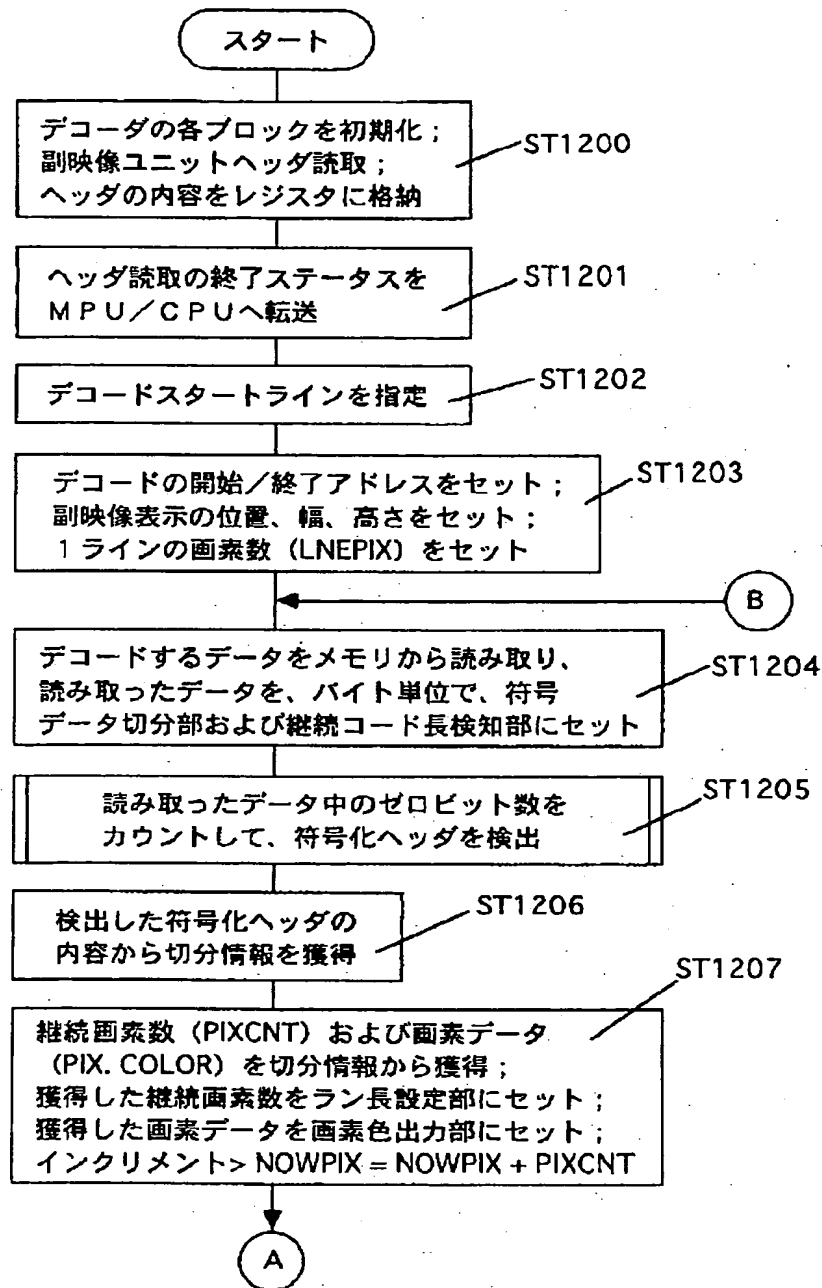 スタート
デコーダの各ブロックを初期化；
副映像ユニットヘッダ読取；
ヘッダの内容をレジスタに格納
ST1200
ヘッダ読取の終了ステータスを
ＭＰＵ／ＣＰＵへ転送
ST1201
デコードスタートラインを指定
ST1202
デコードの開始／終了アドレスをセット；
副映像表示の位置、幅、高さをセット；
１ラインの画素数（LNEPIX）をセット
ST1203
B
デコードするデータをメモリから読み取り、
読み取ったデータを、バイト単位で、符号
データ切分部および継続コード長検知部にセット
ST1204
読み取ったデータ中のゼロビット数を
カウントして、符号化ヘッダを検出
ST1205
検出した符号化ヘッダの
内容から切分情報を獲得
ST1206
継続画素数（PIXCNT）および画素データ
（PIX. COLOR）を切分情報から獲得；
獲得した継続画素数をラン長設定部にセット；
獲得した画素データを画素色出力部にセット；
インクリメント> NOWPIX = NOWPIX + PIXCNT
ST1207
A